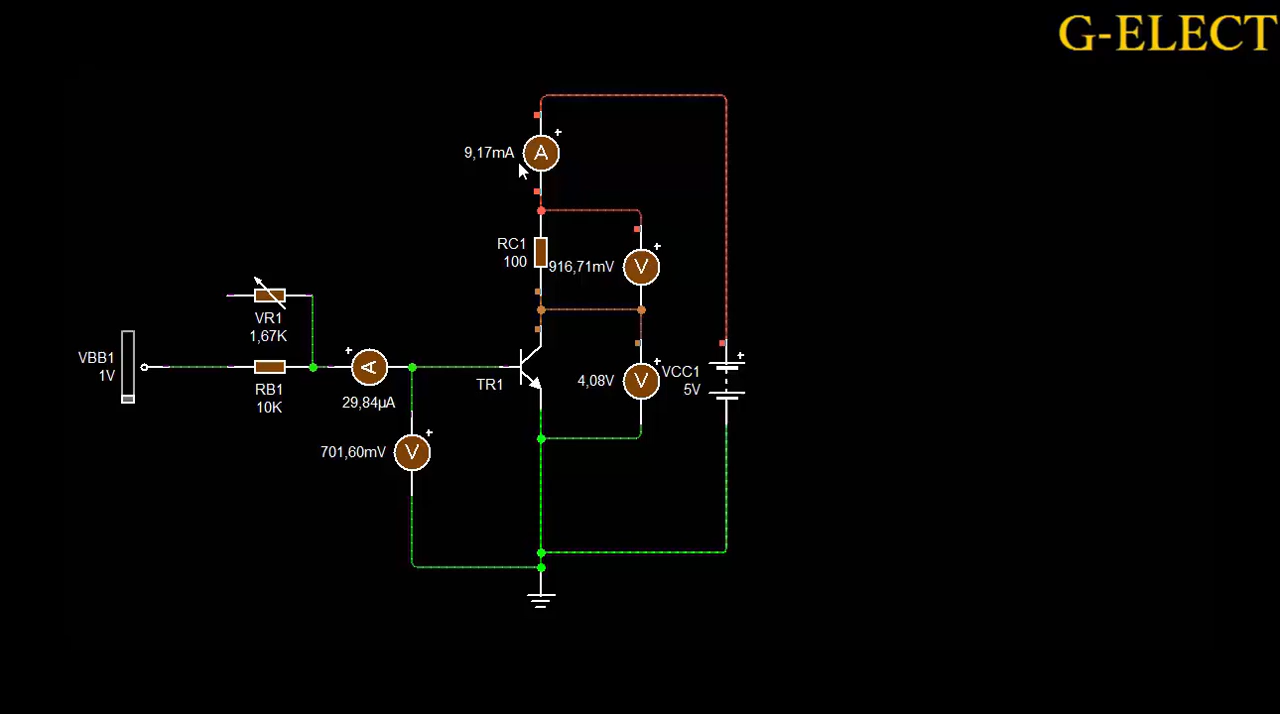 G-ELECT
9,17mA
A
+
RC1
100
916,71mV
V
+
VR1
1,67K
VBB1
1V
RB1
10K
A
+
29,84µA
TR1
4,08V
V
+
VCC1
5V
+
701,60mV
V
+